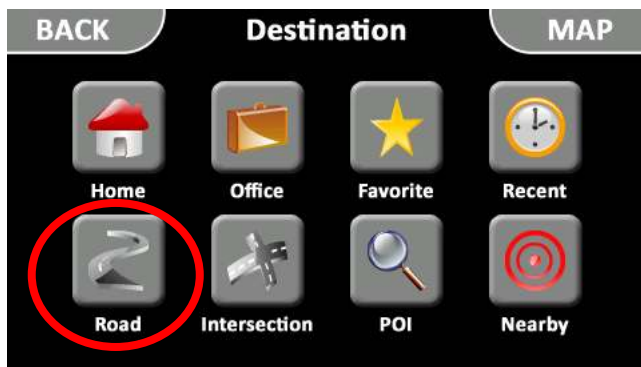 BACK Destination MAP
Home Office Favorite Recent
Road Intersection POI Nearby